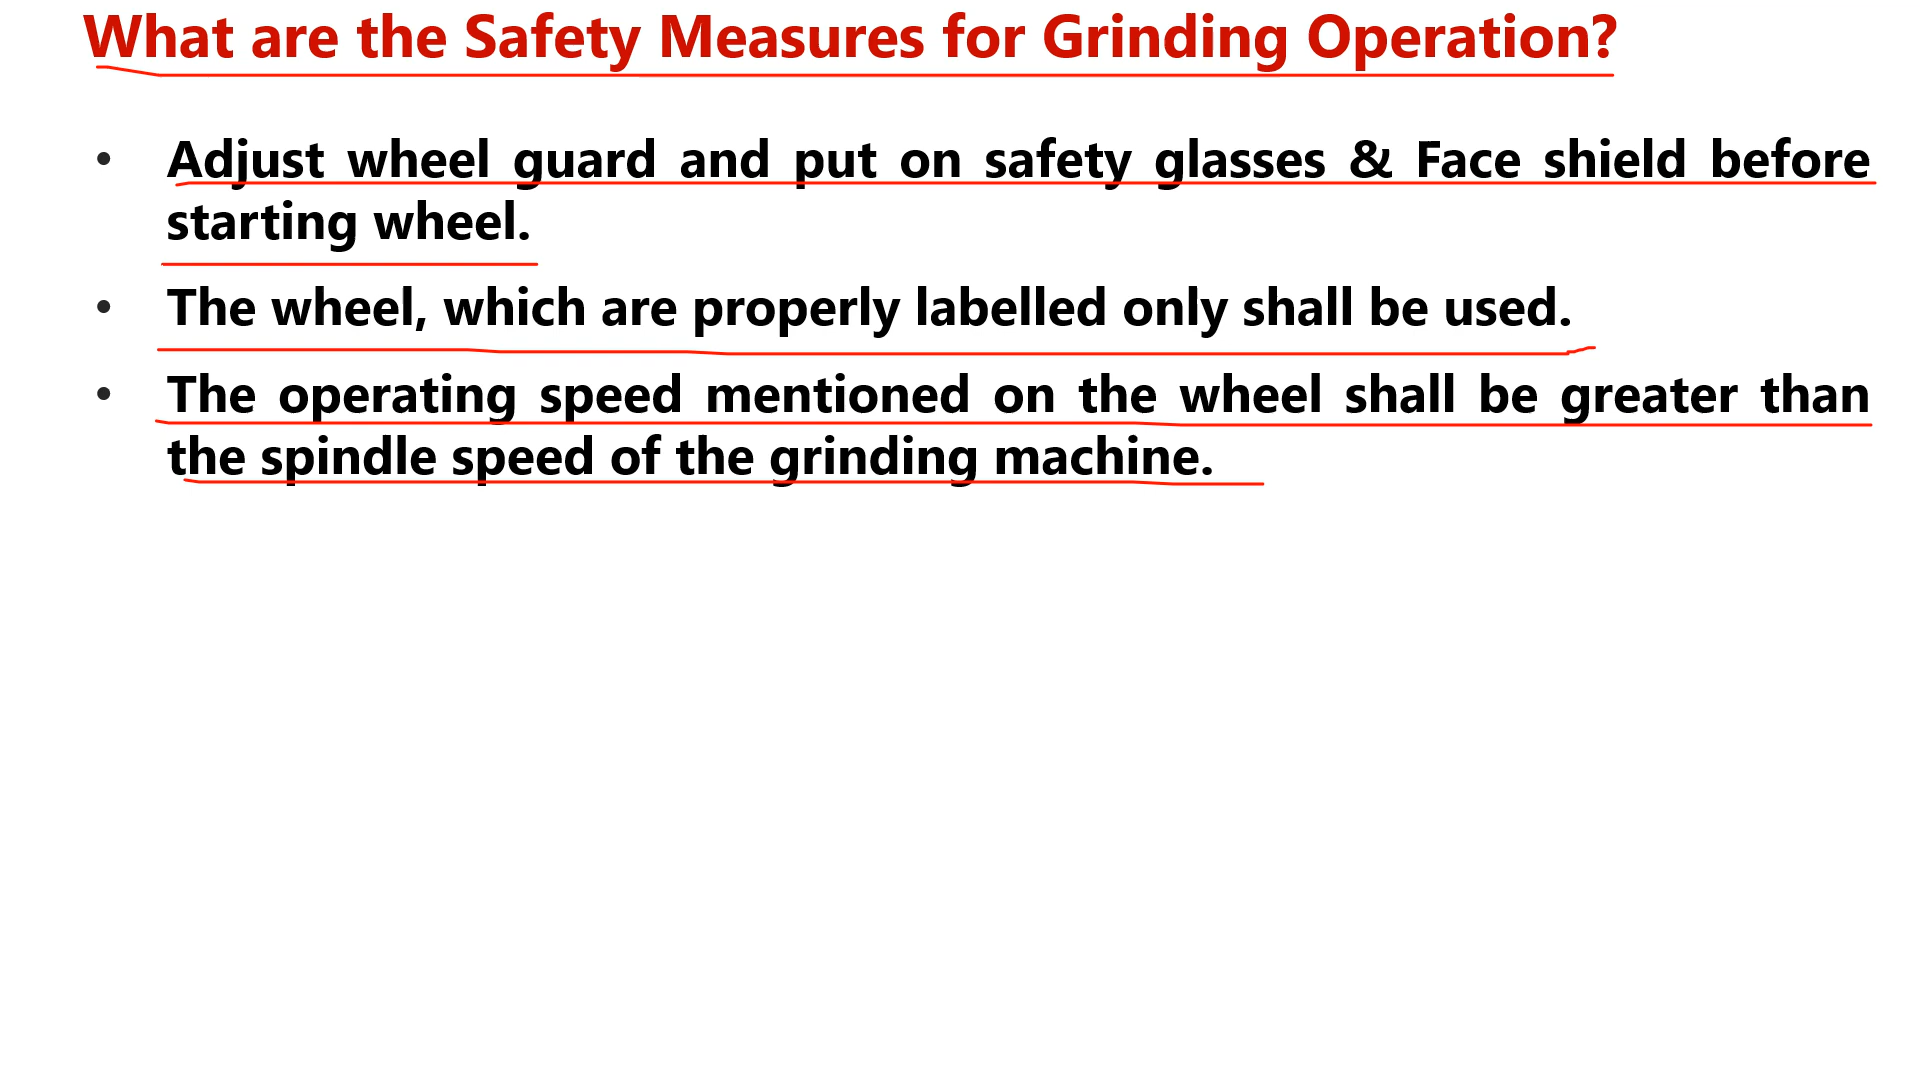 What are the Safety Measures for Grinding Operation?
• Adjust wheel guard and put on safety glasses & Face shield before
starting wheel.
• The wheel, which are properly labelled only shall be used.
• The operating speed mentioned on the wheel shall be greater than
the spindle speed of the grinding machine.